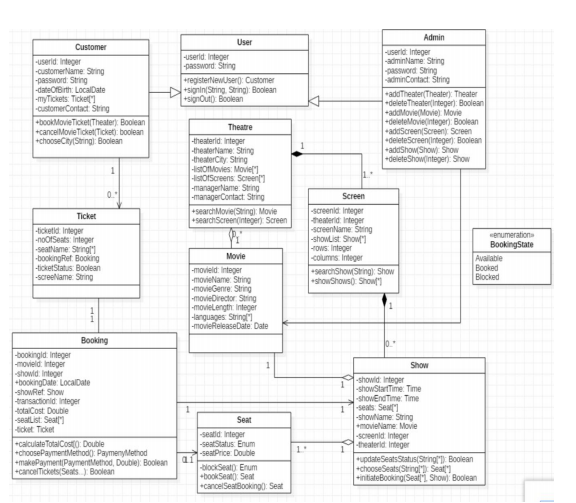 Customer
-userId: Integer
-customerName: String
-password: String
-dateOfBirth: LocalDate
-myTickets: Ticket[*]
-customerContact: String
+bookMovieTicket(Theater): Boolean
+cancelMovieTicket(Ticket): boolean
+chooseCity(String): Boolean
User
-userId: Integer
-password: String
+registerNewUser(): Customer
+signIn(String, String): Boolean
+signOut(): Boolean
Admin
-userId: Integer
-adminName: String
-password: String
-adminContact: String
+addTheater(Theater): Theater
+deleteTheater(Integer): Boolean
+addMovie(Movie): Movie
+deleteMovie(Integer): Boolean
+addScreen(Screen): Screen
+deleteScreen(Integer): Boolean
+addShow(Show): Show
+deleteShow(Integer): Show
Theatre
-theaterId: Integer
-theaterName: String
-theaterCity: String
-listOfMovies: Movie[*]
-listOfScreens: Screen[*]
-managerName: String
-managerContact: String
+searchMovie(String): Movie
+searchScreen(Integer): Screen
1
1..*
0..*
1
Screen
-screenId: Integer
-theaterId: Integer
-screenName: String
-showList: Show[*]
-rows: Integer
-columns: Integer
+searchShow(String): Show
+showShows(): Show[*]
1
0..*
«enumeration»
BookingState
Available
Booked
Blocked
1
0..*
Ticket
-ticketId: Integer
-noOfSeats: Integer
-seatName: String[*]
-bookingRef: Booking
-ticketStatus: Boolean
-screeName: String
1
1
Movie
-movieId: Integer
-movieName: String
-movieGenre: String
-movieDirector: String
-movieLength: Integer
-languages: String[*]
-movieReleaseDate: Date
1
1
Booking
-bookingId: Integer
-movieId: Integer
-showId: Integer
+bookingDate: LocalDate
-showRef: Show
-transactionId: Integer
-totalCost: Double
-seatList: Seat[*]
-ticket: Ticket
+calculateTotalCost(): Double
+choosePaymentMethod(): PaymenyMethod
+makePayment(PaymentMethod, Double): Boolean
+cancelTickets(Seats...): Boolean
1
1
Seat
-seatId: Integer
-seatStatus: Enum
-seatPrice: Double
-blockSeat(): Enum
-bookSeat(): Seat
-cancelSeatBooking(): Seat
1..*
1
Show
-showId: Integer
-showStartTime: Time
-showEndTime: Time
-seats: Seat[*]
-showName: String
-movieName: Movie
-screenId: Integer
-theaterId: Integer
+updateSeatsStatus(String[*]): Boolean
+chooseSeats(String[*]): Seat[*]
+initiateBooking(Seat[*], Show): Boolean